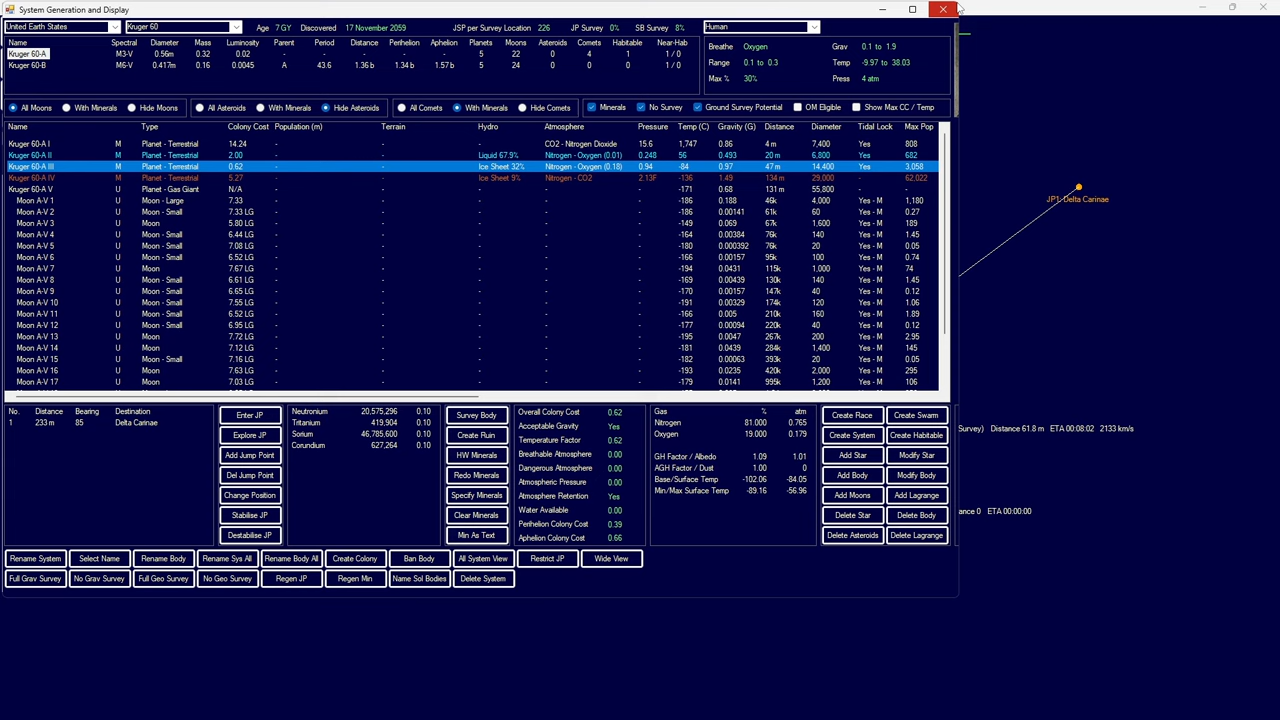 System Generation and Display
United Earth States Kruger 60 Age 7 GY Discovered 17 November 2059 JSP per Survey Location 226 JP Survey 0% SB Survey 8% Human
Name Spectral Diameter Mass Luminosity Parent Period Distance Perihelion Aphelion Planets Moons Asteroids Comets Habitable Near-Hab
Kruger 60-A M3-V 0.56m 0.32 0.02 - - - - - 5 22 0 4 1 1 / 0
Kruger 60-B M6-V 0.417m 0.16 0.0045 A 43.6 1.36 b 1.34 b 1.57 b 5 24 0 0 0 1 / 0
Breathe Oxygen Grav 0.1 to 1.9
Range 0.1 to 0.3 Temp -9.97 to 38.03
Max % 30% Press 4 atm
All Moons With Minerals Hide Moons All Asteroids With Minerals Hide Asteroids All Comets With Minerals Hide Comets Minerals No Survey Ground Survey Potential OM Eligible Show Max CC / Temp
Name Type Colony Cost Population (m) Terrain Hydro Atmosphere Pressure Temp (C) Gravity (G) Distance Diameter Tidal Lock Max Pop
Kruger 60-A I M Planet - Terrestrial 14.24 - - - CO2 - Nitrogen Dioxide 15.6 1,747 0.86 4 m 7,400 Yes 808
Kruger 60-A II M Planet - Terrestrial 2.00 - - Liquid 67.9% Nitrogen - Oxygen (0.01) 0.248 56 0.493 20 m 6,800 Yes 682
Kruger 60-A III M Planet - Terrestrial 0.62 - - Ice Sheet 32% Nitrogen - Oxygen (0.18) 0.94 -84 0.97 47 m 14,400 Yes 3,058
Kruger 60-A IV M Planet - Terrestrial 5.27 - - Ice Sheet 9% Nitrogen - CO2 2.13F -136 1.49 134 m 29,000 - 62,022
Kruger 60-A V M Planet - Gas Giant N/A - - - - - -171 0.68 131 m 55,800 - -
Moon A-V 1 U Moon - Large 7.33 - - - - - -186 0.188 46k 4,000 Yes - M 1,180
Moon A-V 2 U Moon - Small 7.33 LG - - - - - -186 0.00141 61k 60 Yes - M 0.27
Moon A-V 3 U Moon 5.80 LG - - - - - -149 0.069 67k 1,600 Yes - M 189
Moon A-V 4 U Moon - Small 6.44 LG - - - - - -164 0.00384 76k 140 Yes - M 1.45
Moon A-V 5 U Moon - Small 7.08 LG - - - - - -180 0.000392 76k 20 Yes - M 0.05
Moon A-V 6 U Moon - Small 6.52 LG - - - - - -166 0.00157 95k 100 Yes - M 0.74
Moon A-V 7 U Moon 7.67 LG - - - - - -194 0.0431 115k 1,000 Yes - M 74
Moon A-V 8 U Moon - Small 6.61 LG - - - - - -169 0.00439 130k 140 Yes - M 1.45
Moon A-V 9 U Moon - Small 6.65 LG - - - - - -170 0.00157 147k 40 Yes - M 0.12
Moon A-V 10 U Moon - Small 7.55 LG - - - - - -191 0.00329 174k 120 Yes - M 1.06
Moon A-V 11 U Moon - Small 6.52 LG - - - - - -166 0.005 210k 160 Yes - M 1.89
Moon A-V 12 U Moon - Small 6.95 LG - - - - - -177 0.00094 220k 40 Yes - M 0.12
Moon A-V 13 U Moon 7.72 LG - - - - - -195 0.0047 267k 200 Yes - M 2.95
Moon A-V 14 U Moon 7.12 LG - - - - - -181 0.0439 284k 1,400 Yes - M 145
Moon A-V 15 U Moon - Small 7.16 LG - - - - - -182 0.00063 393k 20 Yes - M 0.05
Moon A-V 16 U Moon 7.63 LG - - - - - -193 0.0235 420k 2,000 Yes - M 295
Moon A-V 17 U Moon 7.03 LG - - - - - -179 0.0141 995k 1,200 Yes - M 106
No. Distance Bearing Destination
1 233 m 85 Delta Carinae
Enter JP
Explore JP
Add Jump Point
Del Jump Point
Change Position
Stabilise JP
Destabilise JP
Neutronium 20,575,296 0.10
Tritanium 419,904 0.10
Sorium 46,785,600 0.10
Corundium 627,264 0.10
Survey Body
Create Ruin
HW Minerals
Redo Minerals
Specify Minerals
Clear Minerals
Min As Text
Overall Colony Cost 0.62
Acceptable Gravity Yes
Temperature Factor 0.62
Breathable Atmosphere 0.00
Dangerous Atmosphere 0.00
Atmospheric Pressure 0.00
Atmosphere Retention Yes
Water Available 0.00
Perihelion Colony Cost 0.39
Aphelion Colony Cost 0.66
Gas % atm
Nitrogen 81.000 0.765
Oxygen 19.000 0.179
GH Factor / Albedo 1.09 1.01
AGH Factor / Dust 1.00 0
Base/Surface Temp -102.06 -84.05
Min/Max Surface Temp -89.16 -56.96
Create Race Create Swarm
Create System Create Habitable
Add Star Modify Star
Add Body Modify Body
Add Moons Add Lagrange
Delete Star Delete Body
Delete Asteroids Delete Lagrange
Rename System Select Name Rename Body Rename Sys All Rename Body All Create Colony Ban Body All System View Restrict JP Wide View
Full Grav Survey No Grav Survey Full Geo Survey No Geo Survey Regen JP Regen Min Name Sol Bodies Delete System
JP1: Delta Carinae
Survey) Distance 61.8 m ETA 00:08:02 2133 km/s
ance 0 ETA 00:00:00